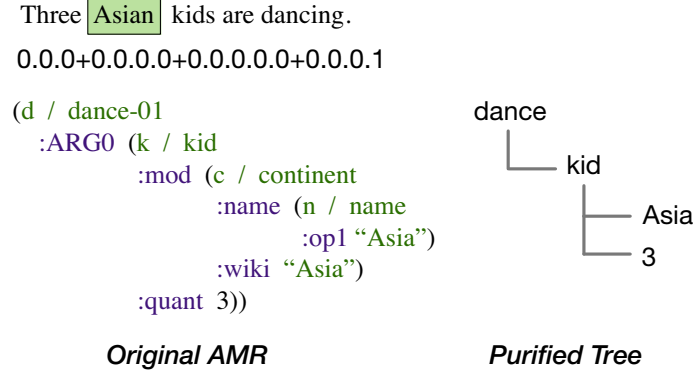 Three Asian kids are dancing.
0.0.0+0.0.0.0+0.0.0.0.0+0.0.0.1
(d / dance-01
:ARG0 (k / kid
:mod (c / continent
:name (n / name
:op1 “Asia”)
:wiki “Asia”)
:quant 3))
Original AMR
dance
kid
Asia
3
Purified Tree